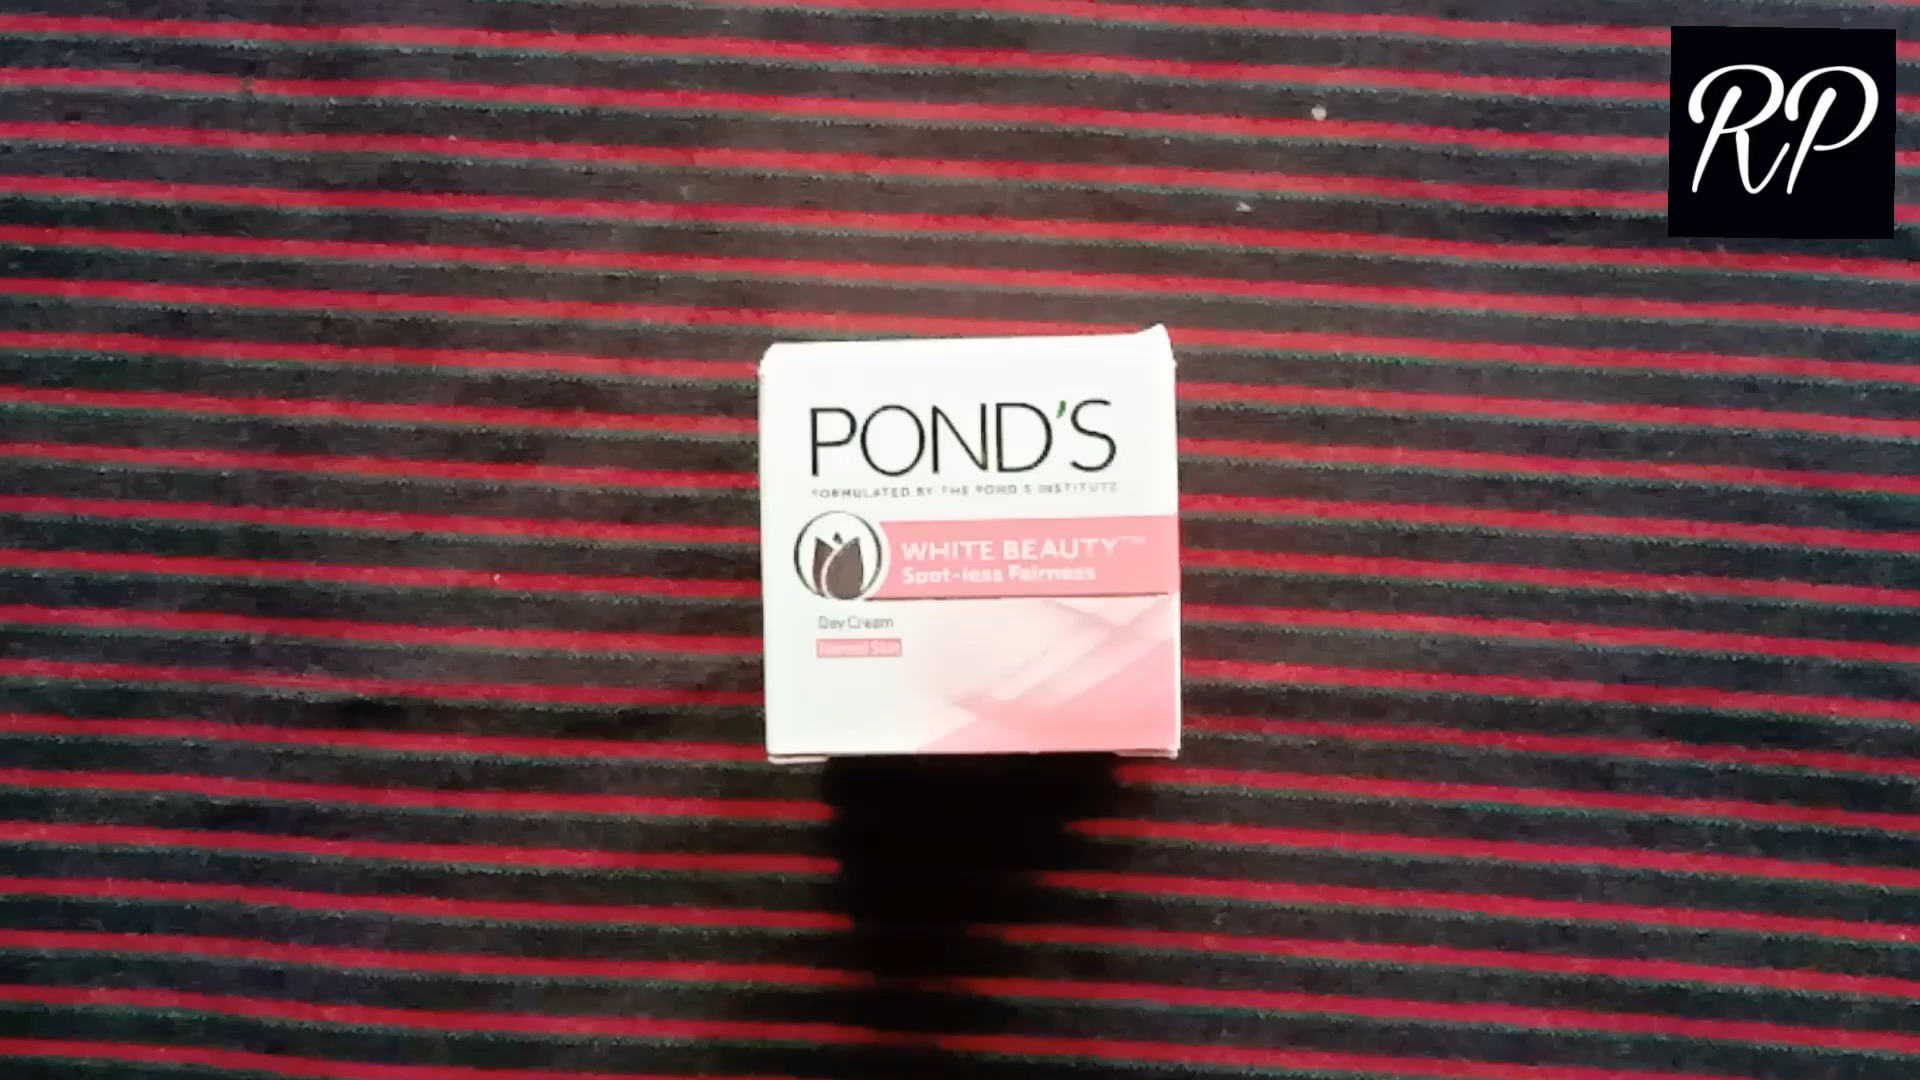 RP
POND'S
FORMULATED BY THE POND'S INSTITUTE
WHITE BEAUTY™
Spot-less Fairness
Day Cream
Normal Skin